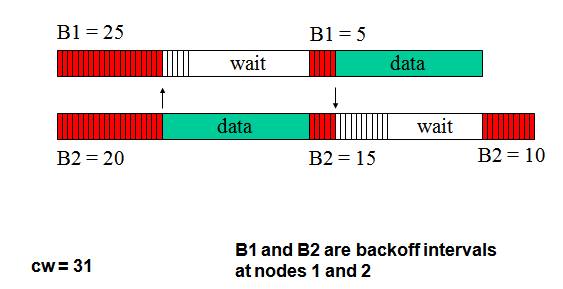 B1 = 25
B1 = 5
wait
data
data
wait
B2 = 20
B2 = 15
B2 = 10
cw = 31
B1 and B2 are backoff intervals
at nodes 1 and 2